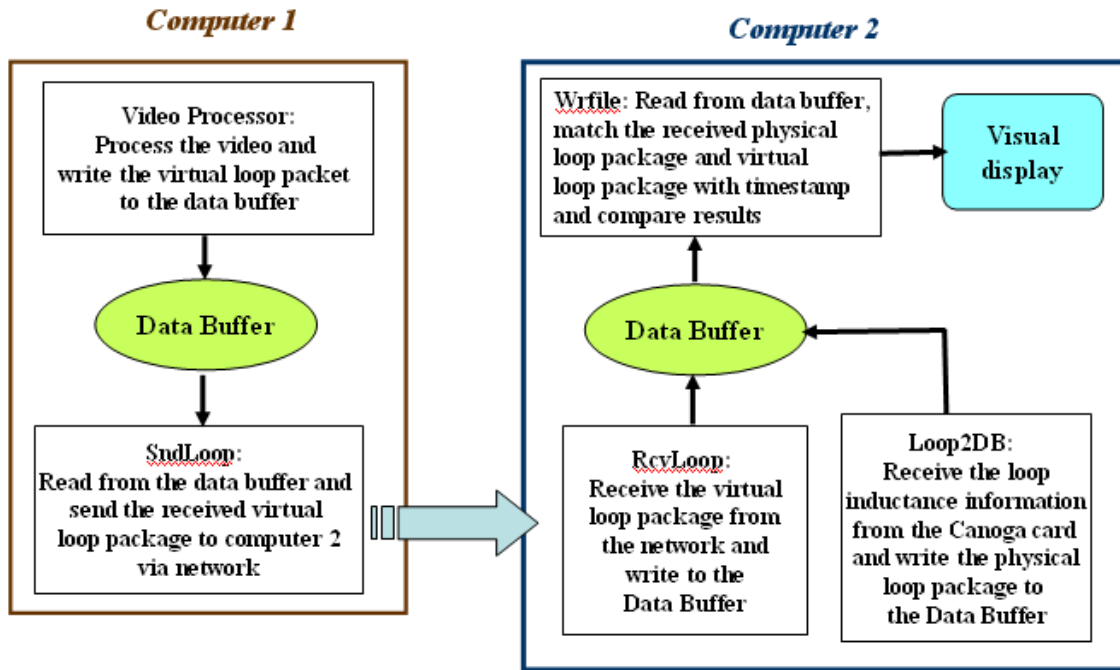 Computer 1
Video Processor:
Process the video and
write the virtual loop packet
to the data buffer
Data Buffer
SndLoop:
Read from the data buffer and
send the received virtual
loop package to computer 2
via network
Computer 2
Wrfile: Read from data buffer,
match the received physical
loop package and virtual
loop package with timestamp
and compare results
Visual
display
Data Buffer
RcvLoop:
Receive the virtual
loop package from
the network and
write to the
Data Buffer
Loop2DB:
Receive the loop
inductance information
from the Canoga card
and write the physical
loop package to
the Data Buffer